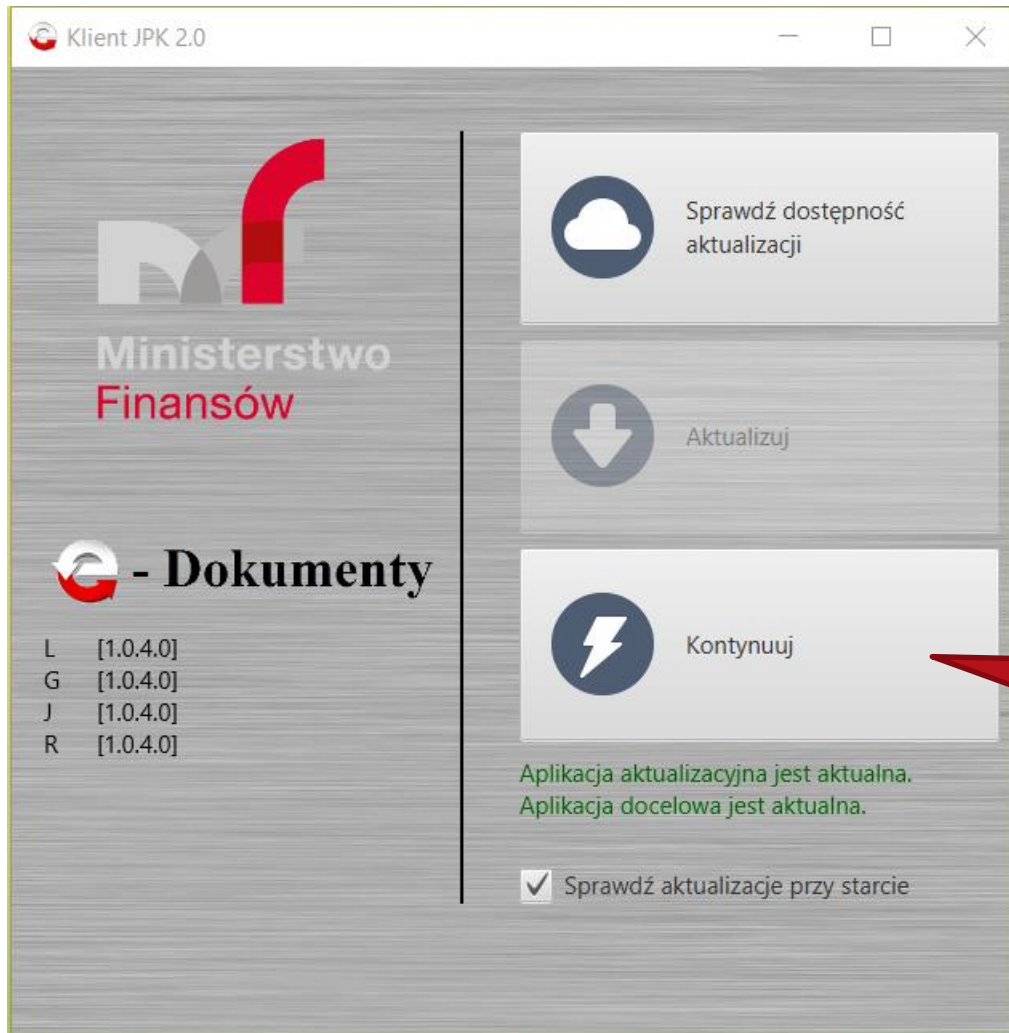 Klient JPK 2.0
Ministerstwo
Finansów
e - Dokumenty
L [1.0.4.0]
G [1.0.4.0]
J [1.0.4.0]
R [1.0.4.0]
Sprawdź dostępność
aktualizacji
Aktualizuj
Kontynuuj
Aplikacja aktualizacyjna jest aktualna.
Aplikacja docelowa jest aktualna.
Sprawdź aktualizacje przy starcie